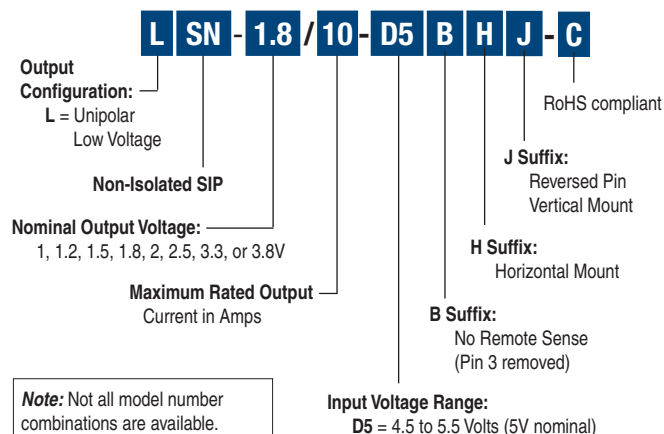 L SN - 1.8 / 10 - D5 B H J - C
Output
Configuration:
L = Unipolar
Low Voltage
RoHS compliant
J Suffix:
Reversed Pin
Vertical Mount
Non-Isolated SIP
Nominal Output Voltage:
1, 1.2, 1.5, 1.8, 2, 2.5, 3.3, or 3.8V
H Suffix:
Horizontal Mount
Maximum Rated Output
Current in Amps
B Suffix:
No Remote Sense
(Pin 3 removed)
Note: Not all model number
combinations are available.
Input Voltage Range:
D5 = 4.5 to 5.5 Volts (5V nominal)